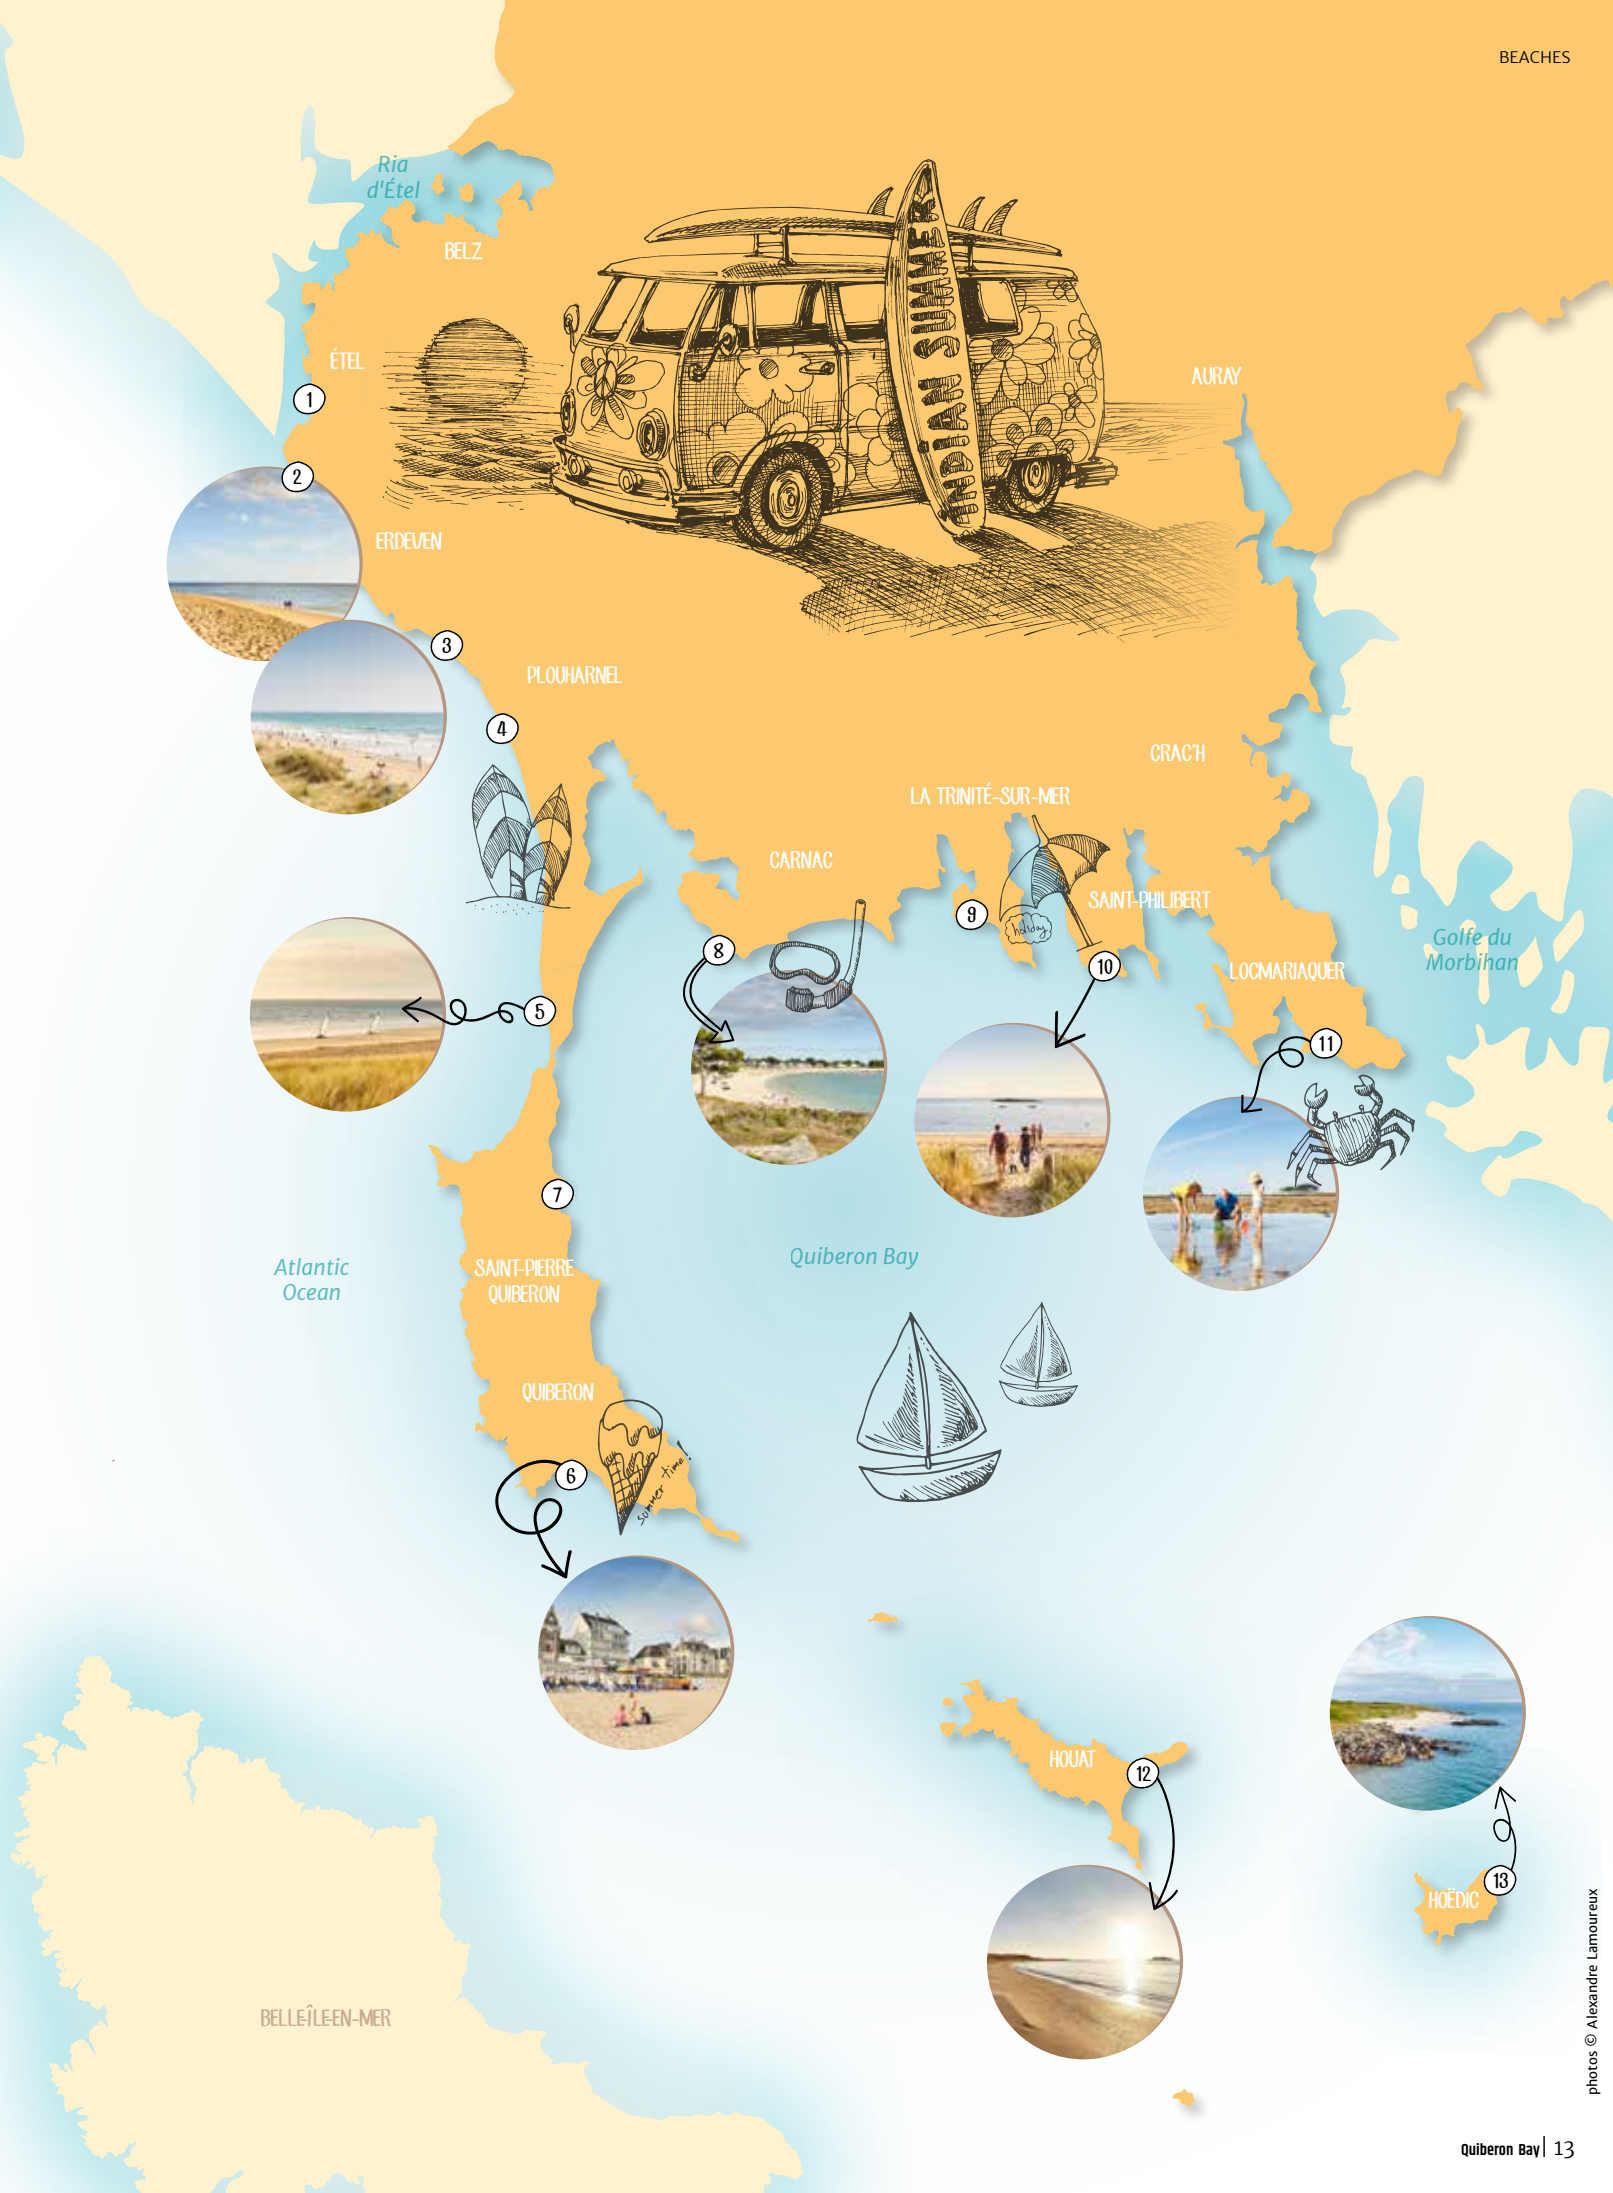 BEACHES
Ria
d'Étel
BELZ
ÉTEL
1
AURAY
2
ERDEVEN
3
PLOUHARNEL
4
CRAC'H
LA TRINITÉ-SUR-MER
CARNAC
SAINT-PHILIBERT
9
holiday
8
Golfe du
Morbihan
10
LOCMARIAQUER
5
11
7
Quiberon Bay
Atlantic
Ocean
SAINT-PIERRE
QUIBERON
QUIBERON
6
summer time!
HOUAT
12
13
HOËDIC
BELLE-ÎLE-EN-MER
photos © Alexandre Lamoureux
Quiberon Bay | 13